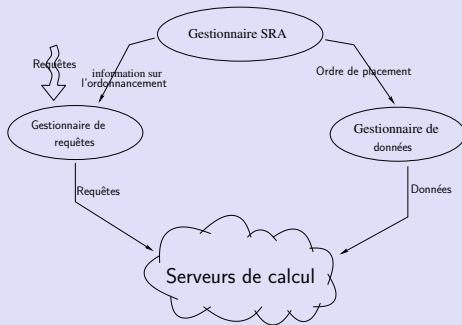 Gestionnaire SRA
Requêtes
information sur
l'ordonnancement
Ordre de placement
Gestionnaire de
requêtes
Gestionnaire de
données
Requêtes
Données
Serveurs de calcul